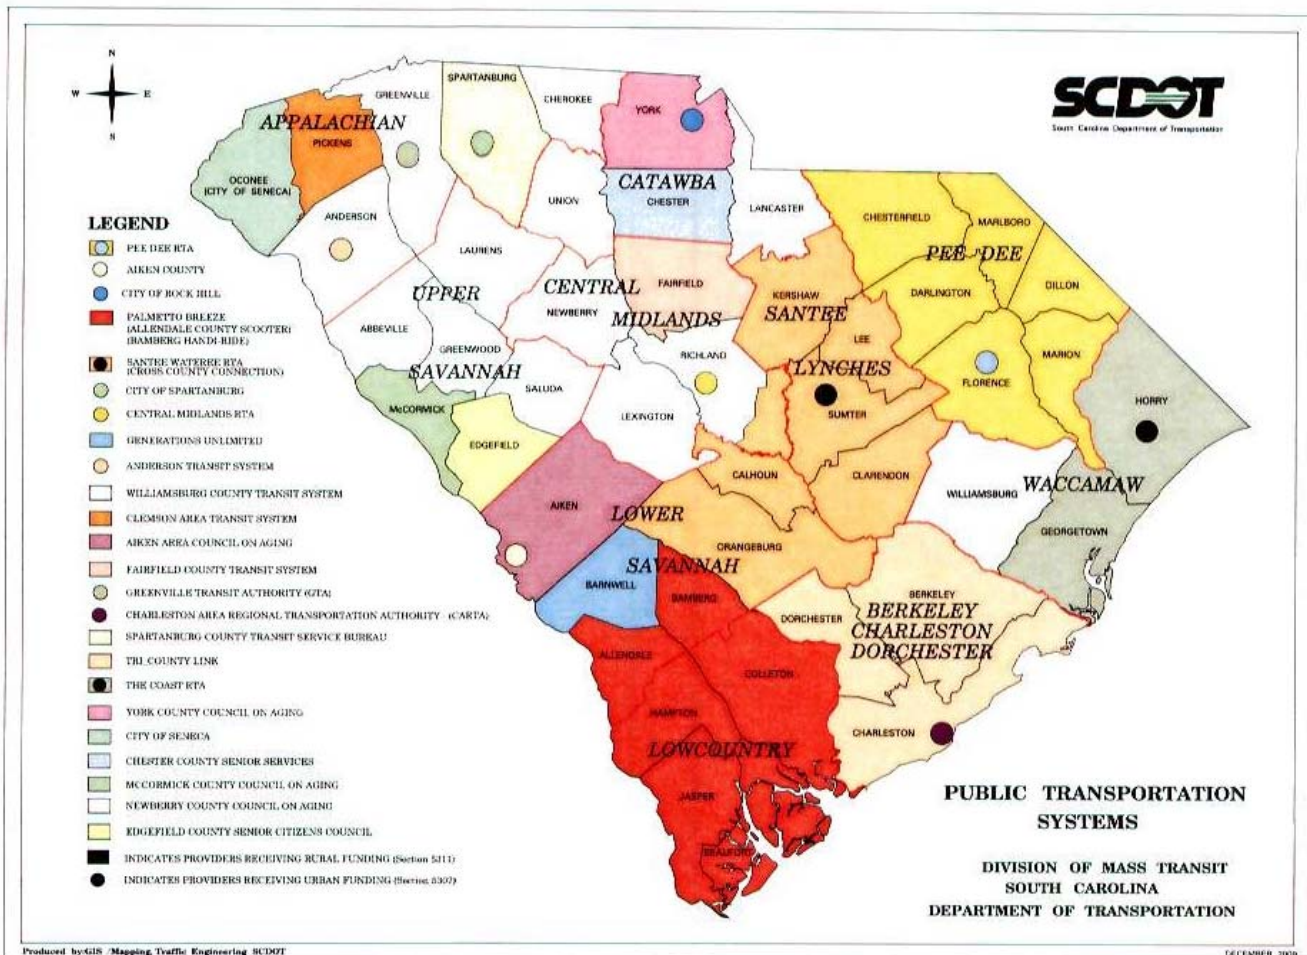 N
W
E
N
SCDOT
South Carolina Department of Transportation
SPARTANBURG
GREENVILLE
CHEROKEE
YORK
APPALACHIAN
PICKENS
OCONEE
(CITY OF SENECA)
CATAWBA
CHESTER
UNION
LANCASTER
ANDERSON
CHESTERFIELD
MARLBORO
LAURENS
PEE DEE
UPPER
CENTRAL
FAIRFIELD
KERSHAW
DARLINGTON
DILLON
NEWBERRY
MIDLANDS
SANTEE
ABBEVILLE
GREENWOOD
RICHLAND
LEE
MARION
SAVANNAH
LYNCHES
FLORENCE
SALUDA
McCORMICK
LEXINGTON
SUMTER
HORRY
EDGEFIELD
CALHOUN
CLARENDON
WILLIAMSBURG
WACCAMAW
AIKEN
LOWER
GEORGETOWN
ORANGEBURG
SAVANNAH
BARNWELL
BAMBERG
DORCHESTER
BERKELEY
BERKELEY
CHARLESTON
DORCHESTER
ALLENDALE
COLLETON
HAMPTON
CHARLESTON
LOWCOUNTRY
JASPER
BEAUFORT
LEGEND
PEE DEE RTA
AIKEN COUNTY
CITY OF ROCK HILL
PALMETTO BREEZE
(ALLENDALE COUNTY SCOOTER)
(BAMBERG HANDI-RIDE)
SANTEE WATEREE RTA
(CROSS COUNTY CONNECTION)
CITY OF SPARTANBURG
CENTRAL MIDLANDS RTA
GENERATIONS UNLIMITED
ANDERSON TRANSIT SYSTEM
WILLIAMSBURG COUNTY TRANSIT SYSTEM
CLEMSON AREA TRANSIT SYSTEM
AIKEN AREA COUNCIL ON AGING
FAIRFIELD COUNTY TRANSIT SYSTEM
GREENVILLE TRANSIT AUTHORITY (GTA)
CHARLESTON AREA REGIONAL TRANSPORTATION AUTHORITY - (CARTA)
SPARTANBURG COUNTY TRANSIT SERVICE BUREAU
TRI_COUNTY LINK
THE COAST RTA
YORK COUNTY COUNCIL ON AGING
CITY OF SENECA
CHESTER COUNTY SENIOR SERVICES
MCCORMICK COUNTY COUNCIL ON AGING
NEWBERRY COUNTY COUNCIL ON AGING
EDGEFIELD COUNTY SENIOR CITIZENS COUNCIL
INDICATES PROVIDERS RECEIVING RURAL FUNDING (Section 5311)
INDICATES PROVIDERS RECEIVING URBAN FUNDING (Section 5307)
PUBLIC TRANSPORTATION
SYSTEMS
DIVISION OF MASS TRANSIT
SOUTH CAROLINA
DEPARTMENT OF TRANSPORTATION
Produced by:GIS /Mapping, Traffic Engineering SCDOT
DECEMBER